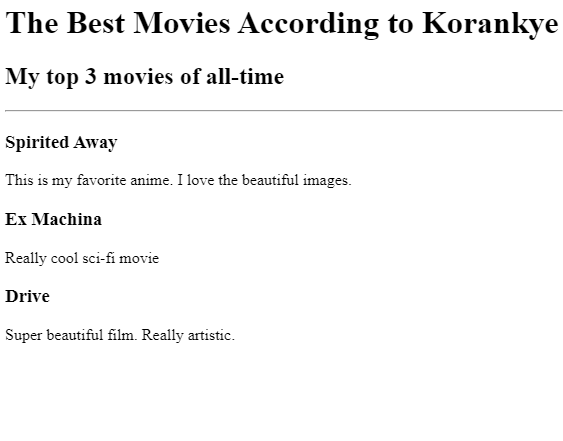 The Best Movies According to Korankye
My top 3 movies of all-time
Spirited Away
This is my favorite anime. I love the beautiful images.
Ex Machina
Really cool sci-fi movie
Drive
Super beautiful film. Really artistic.